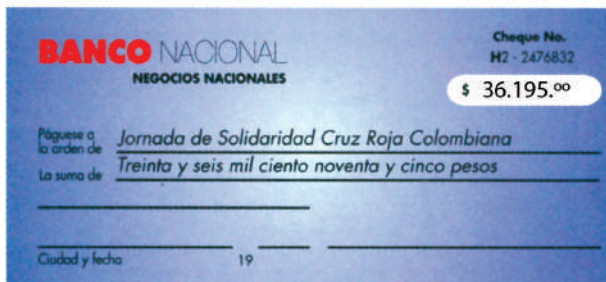 BANCO NACIONAL
NEGOCIOS NACIONALES
Cheque No.
H2 - 2476832
$ 36.195.ºº
Páguese a
la orden de
Jornada de Solidaridad Cruz Roja Colombiana
La suma de
Treinta y seis mil ciento noventa y cinco pesos
Ciudad y fecha
19